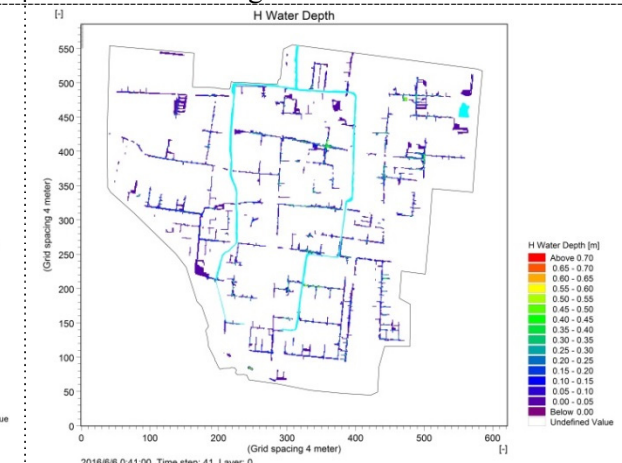 [-]
H Water Depth
550
500
450
400
350
300
250
200
150
100
50
0
(Grid spacing 4 meter)
0 100 200 300 400 500 600
(Grid spacing 4 meter) [-]
2016/6/6 0:41:00 Time step: 41 Layer: 0
H Water Depth [m]
Above 0.70
0.65 - 0.70
0.60 - 0.65
0.55 - 0.60
0.50 - 0.55
0.45 - 0.50
0.40 - 0.45
0.35 - 0.40
0.30 - 0.35
0.25 - 0.30
0.20 - 0.25
0.15 - 0.20
0.10 - 0.15
0.05 - 0.10
0.00 - 0.05
Below 0.00
Undefined Value